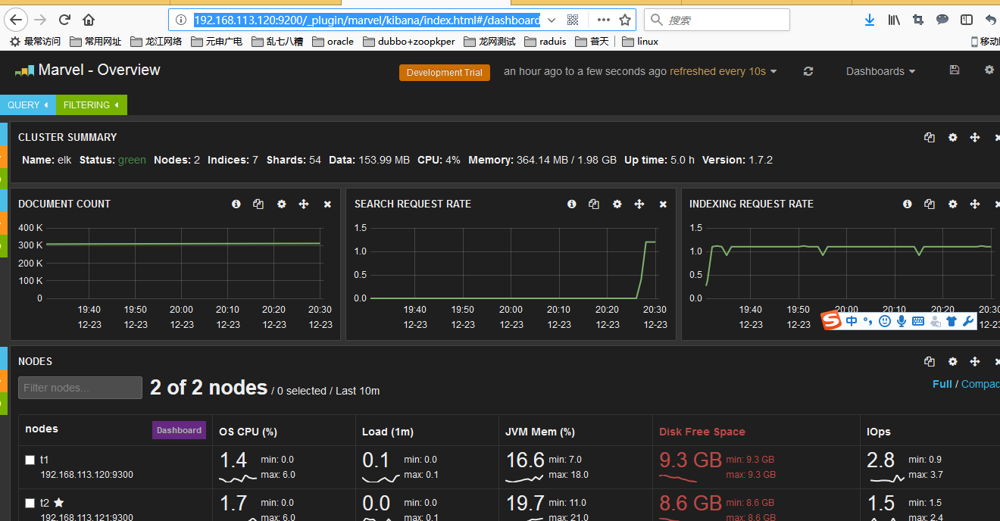 192.168.113.120:9200/_plugin/marvel/kibana/index.html#/dashboard
搜索
最常访问 常用网址 龙江网络 元申广电 乱七八糟 oracle dubbo+zoopkper 龙网测试 raduis 普天 linux
Marvel - Overview Development Trial an hour ago to a few seconds ago refreshed every 10s Dashboards
QUERY FILTERING
CLUSTER SUMMARY
Name: elk Status: green Nodes: 2 Indices: 7 Shards: 54 Data: 153.99 MB CPU: 4% Memory: 364.14 MB / 1.98 GB Up time: 5.0 h Version: 1.7.2
DOCUMENT COUNT
400 K
300 K
200 K
100 K
0
19:40 19:50 20:00 20:10 20:20 20:30
12-23 12-23 12-23 12-23 12-23 12-23
SEARCH REQUEST RATE
1.5
1.0
0.5
0.0
19:40 19:50 20:00 20:10 20:20 20:30
12-23 12-23 12-23 12-23 12-23 12-23
INDEXING REQUEST RATE
1.5
1.0
0.5
0.0
19:40 19:50 20:00 20:10 20:20 20:30
12-23 12-23 12-23
中
NODES
Filter nodes... 2 of 2 nodes / 0 selected / Last 10m
Full /
nodes Dashboard OS CPU (%) Load (1m) JVM Mem (%) Disk Free Space IOps
t1 1.4 min: 0.0 0.1 min: 0.0 16.6 min: 7.0 9.3 GB min: 9.3 GB 2.8 min: 0.9
192.168.113.120:9300 max: 6.0 max: 0.1 max: 18.0 max: 9.3 GB max: 3.7
t2 1.7 min: 0.0 0.0 min: 0.0 19.7 min: 11.0 8.6 GB min: 8.6 GB 1.5 min: 1.5
192.168.113.121:9300 max: 6.0 max: 0.1 max: 21.0 max: 8.6 GB max: 2.4